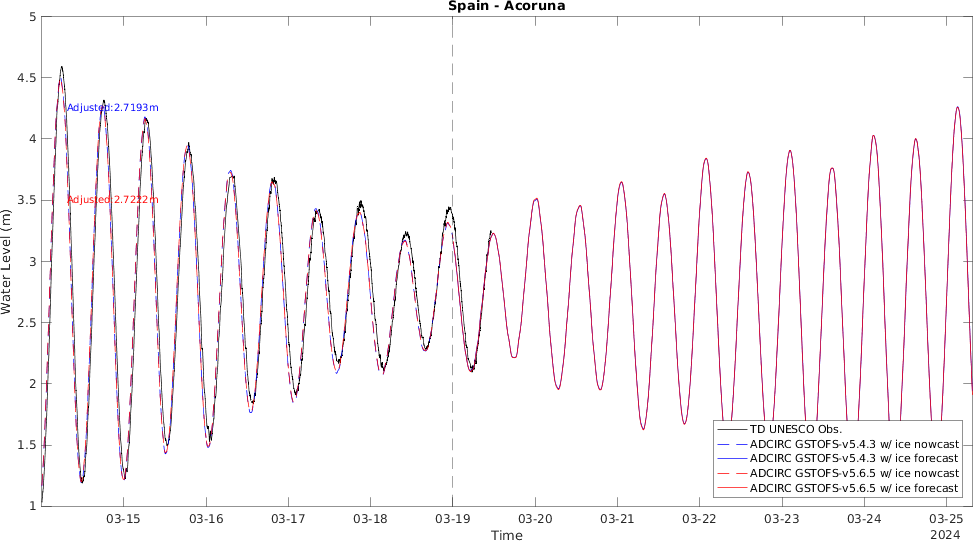 Spain - Acoruna
5
4.5
4
3.5
3
2.5
2
1.5
1
Water Level (m)
Adjusted:2.7193m
Adjusted:2.7222m
TD UNESCO Obs.
ADCIRC GSTOFS-v5.4.3 w/ ice nowcast
ADCIRC GSTOFS-v5.4.3 w/ ice forecast
ADCIRC GSTOFS-v5.6.5 w/ ice nowcast
ADCIRC GSTOFS-v5.6.5 w/ ice forecast
03-15 03-16 03-17 03-18 03-19 03-20 03-21 03-22 03-23 03-24 03-25
2024
Time